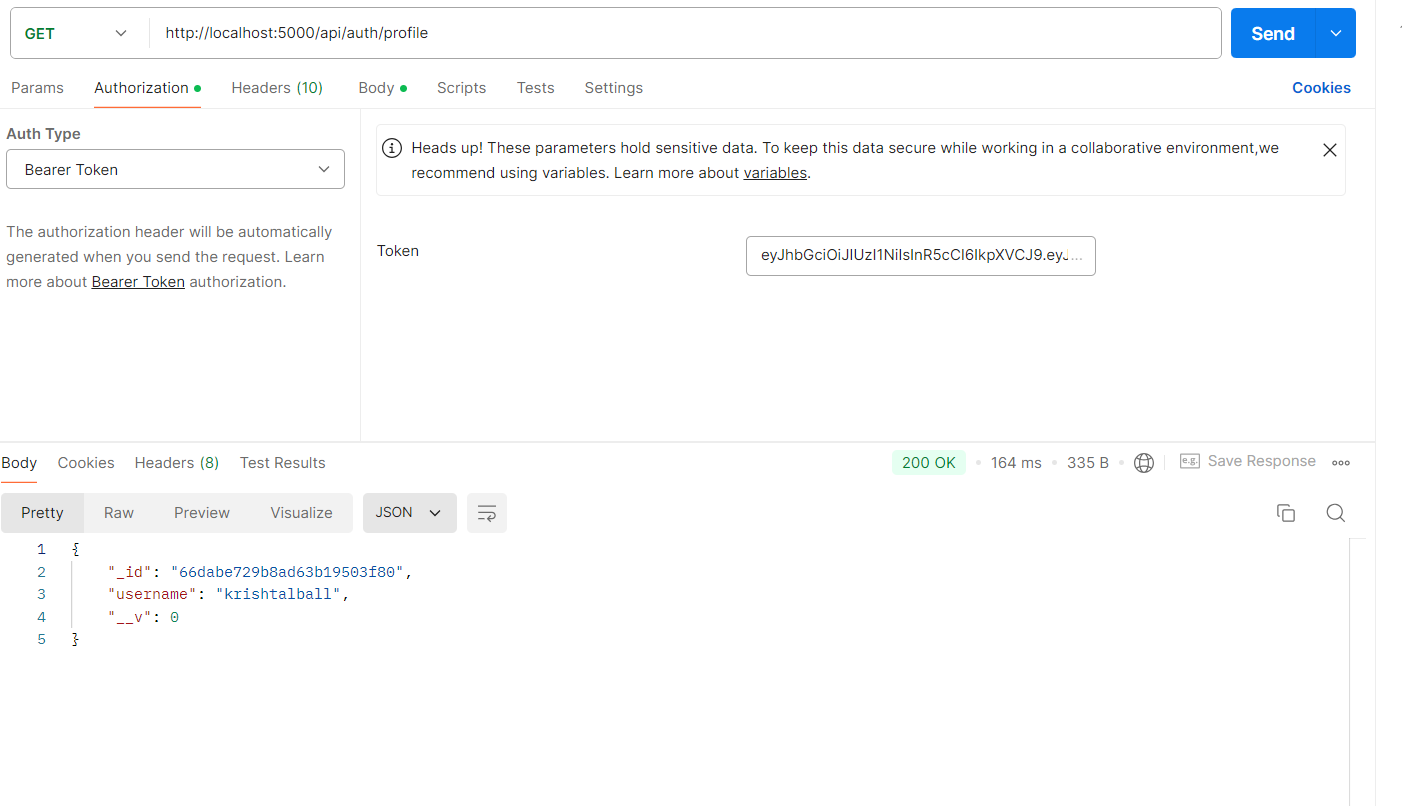 GET http://localhost:5000/api/auth/profile Send
Params Authorization Headers (10) Body Scripts Tests Settings Cookies
Auth Type
Bearer Token
The authorization header will be automatically
generated when you send the request. Learn
more about Bearer Token authorization.
Heads up! These parameters hold sensitive data. To keep this data secure while working in a collaborative environment,we
recommend using variables. Learn more about variables.
Token eyJhbGciOiJIUzI1NiIsInR5cCI6IkpXVCJ9.eyJ...
Body Cookies Headers (8) Test Results 200 OK 164 ms 335 B e.g. Save Response
Pretty Raw Preview Visualize JSON
1 {
2 "_id": "66dabe729b8ad63b19503f80",
3 "username": "krishtalball",
4 "__v": 0
5 }